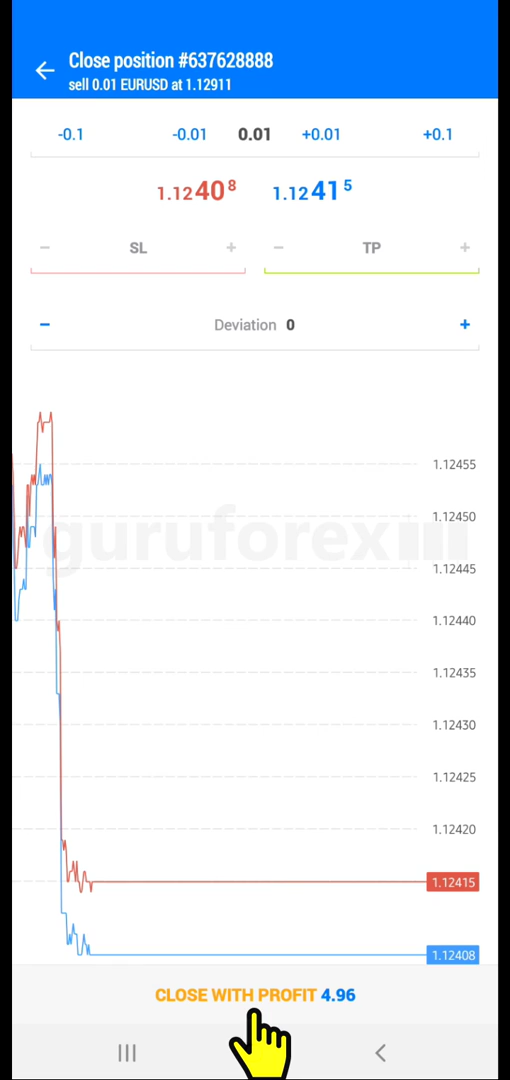 Close position #637628888
sell 0.01 EURUSD at 1.12911
-0.1 -0.01 0.01 +0.01 +0.1
1.12408 1.12415
− SL + − TP +
− Deviation 0 +
1.12455
1.12450
guruforex
1.12445
1.12440
1.12435
1.12430
1.12425
1.12420
1.12415
1.12408
CLOSE WITH PROFIT 4.96